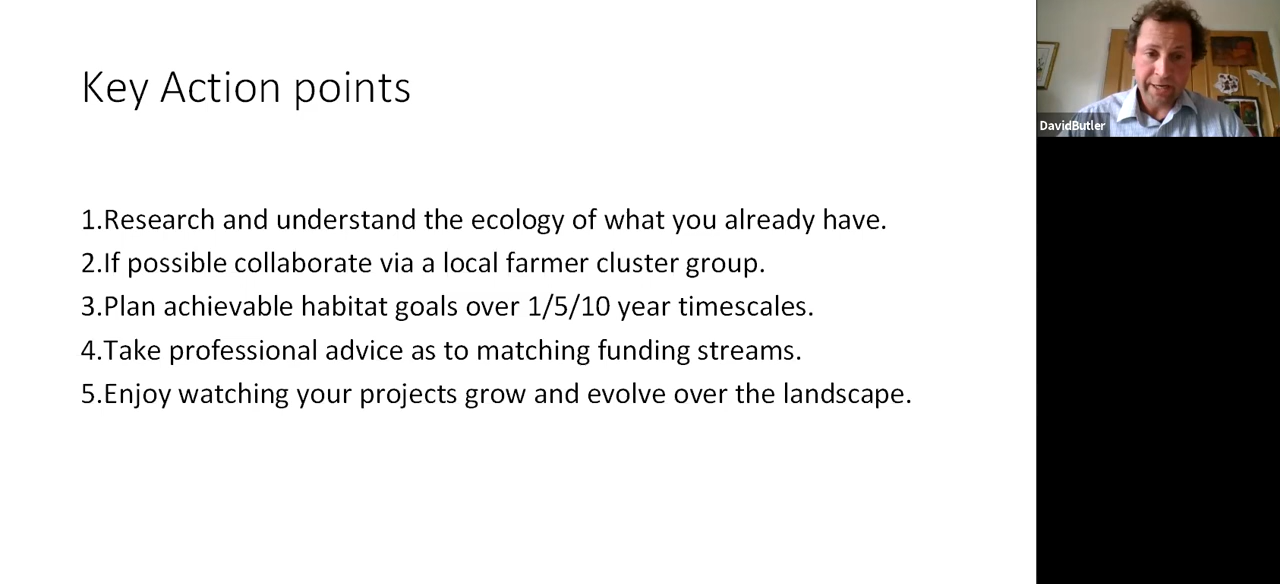 Key Action points
1.Research and understand the ecology of what you already have.
2.If possible collaborate via a local farmer cluster group.
3.Plan achievable habitat goals over 1/5/10 year timescales.
4.Take professional advice as to matching funding streams.
5.Enjoy watching your projects grow and evolve over the landscape.
DavidButler